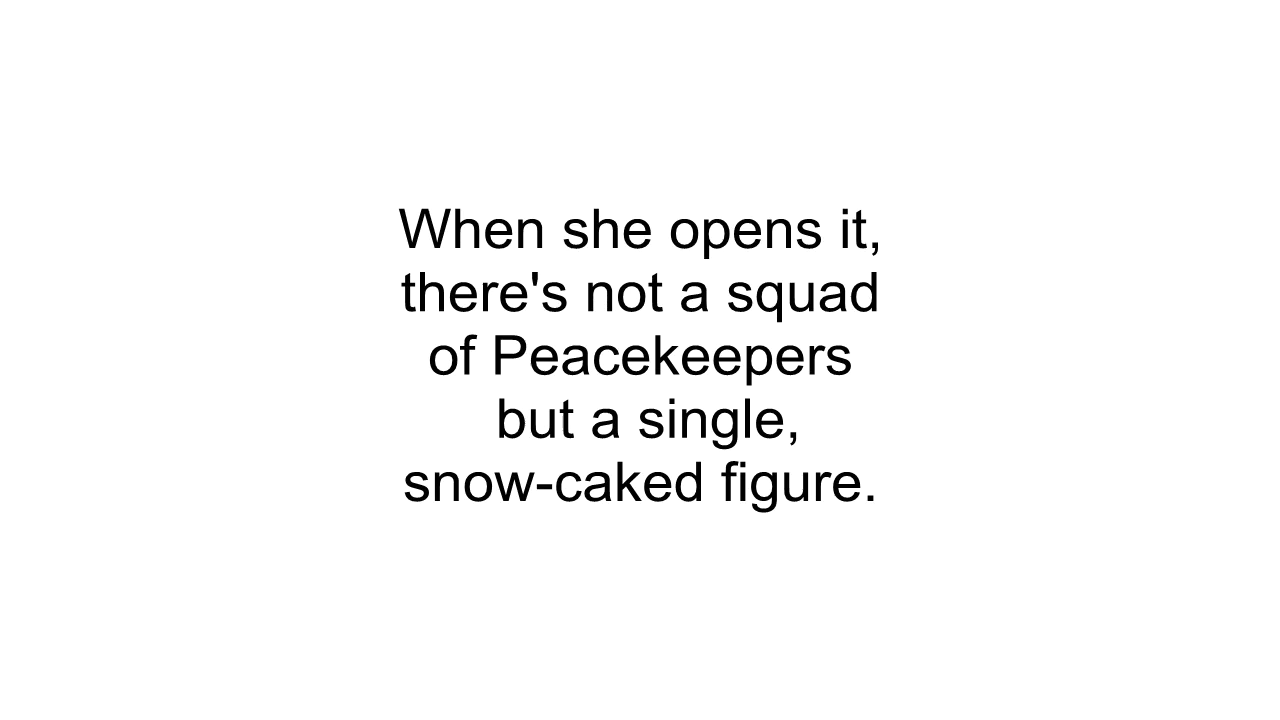 When she opens it,
there's not a squad
of Peacekeepers
but a single,
snow-caked figure.